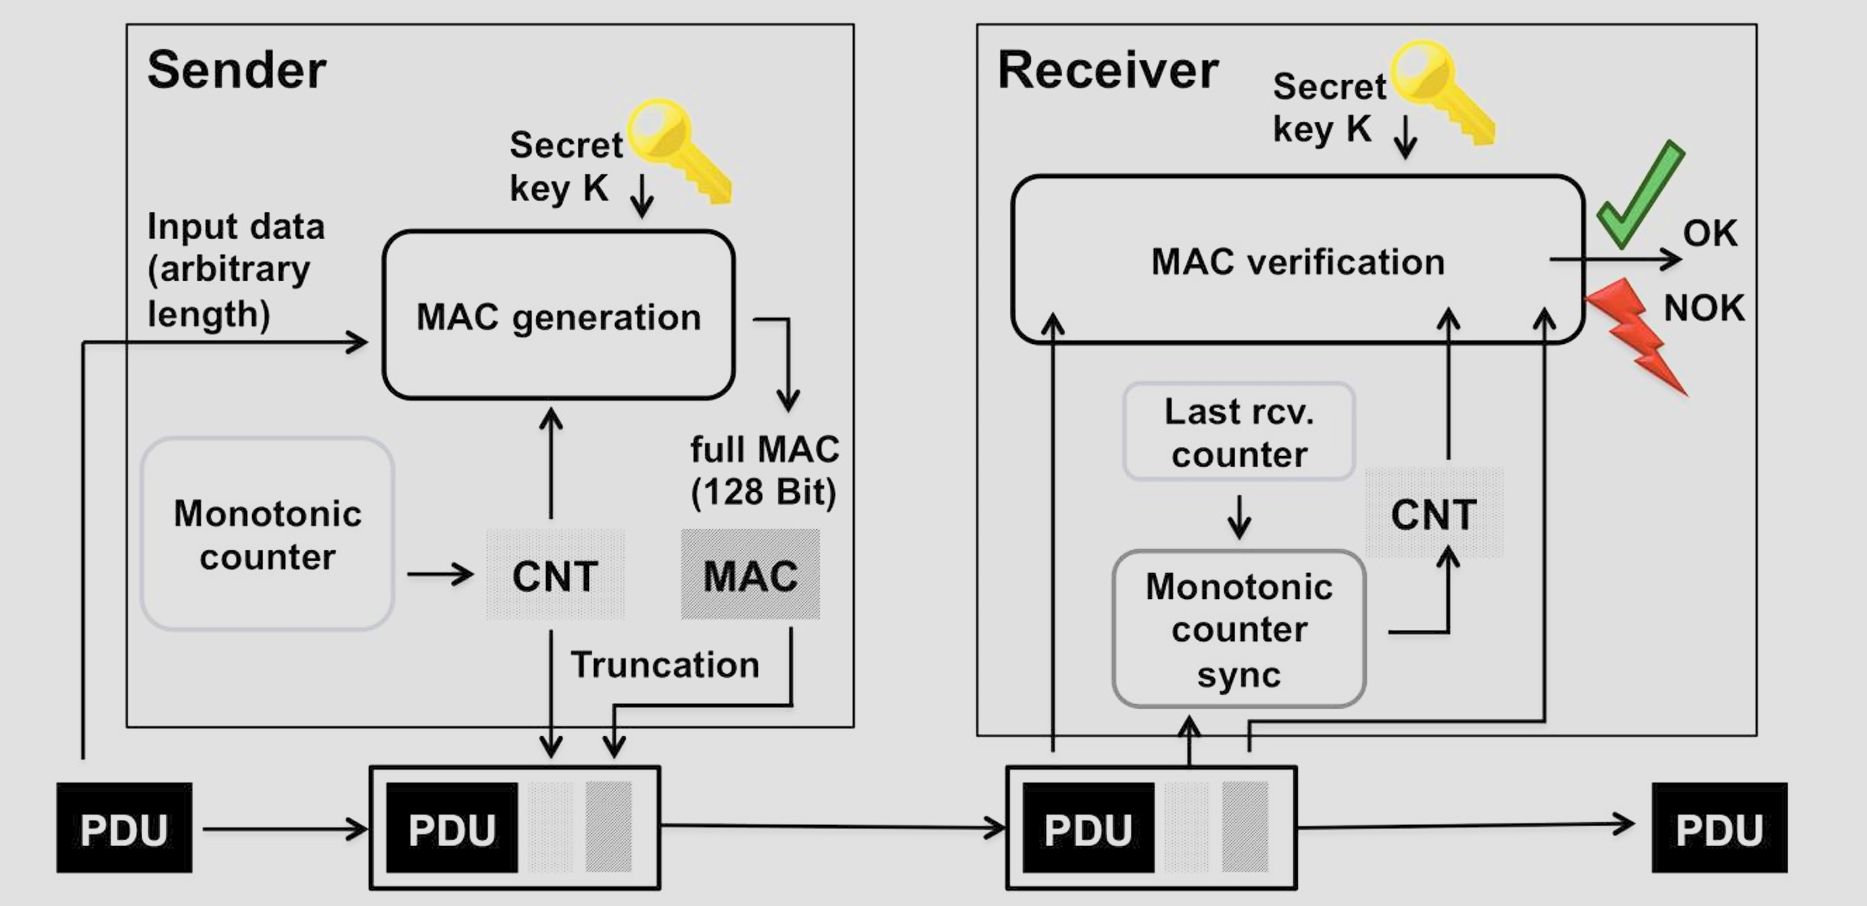 Sender
Secret
key K
Input data
(arbitrary
length)
MAC generation
full MAC
(128 Bit)
Monotonic
counter
CNT
MAC
Truncation
PDU
PDU
Receiver
Secret
key K
MAC verification
OK
NOK
Last rcv.
counter
CNT
Monotonic
counter
sync
PDU
PDU